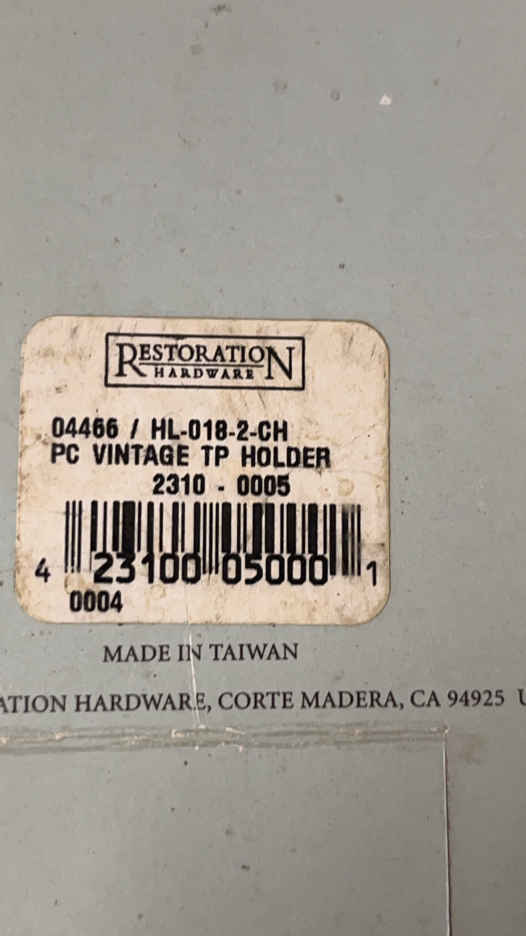 RESTORATION
HARDWARE
04466 / HL-018-2-CH
PC VINTAGE TP HOLDER
2310 - 0005
4 23100 05000 1
0004
MADE IN TAIWAN
ATION HARDWARE, CORTE MADERA, CA 94925 U